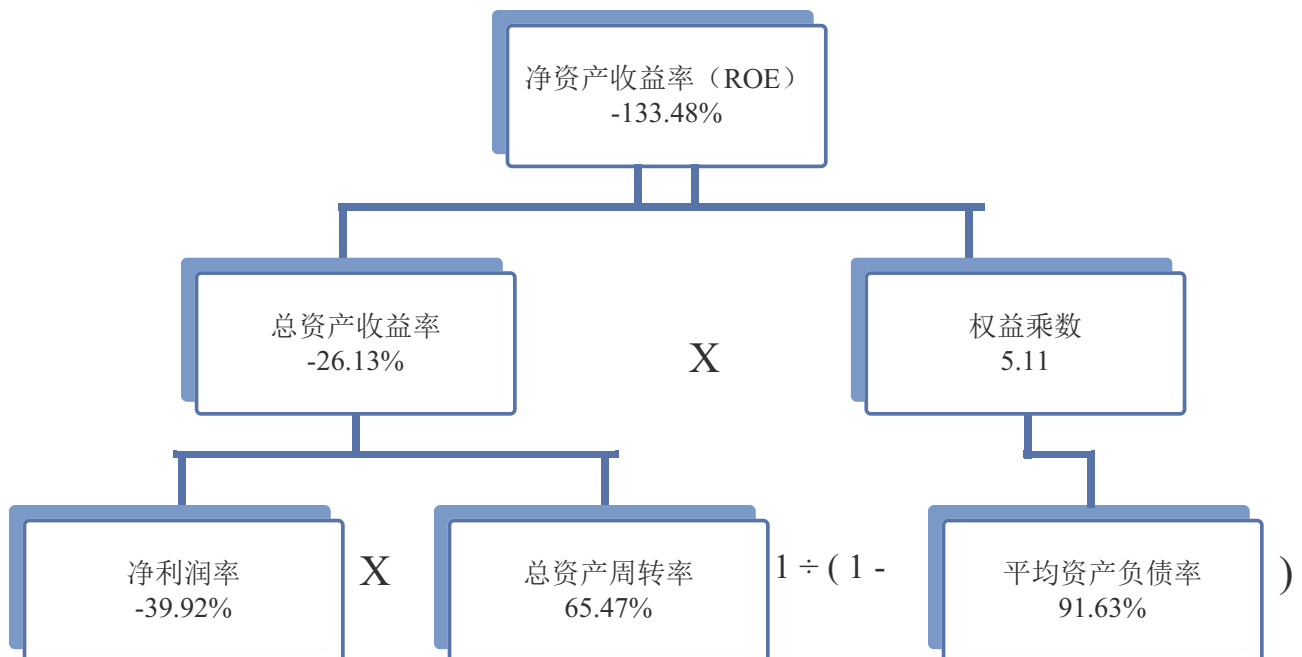 净资产收益率（ROE）
-133.48%
总资产收益率
-26.13%
X
权益乘数
5.11
净利润率
-39.92%
X
总资产周转率
65.47%
1 ÷ ( 1 -
平均资产负债率
91.63%
)